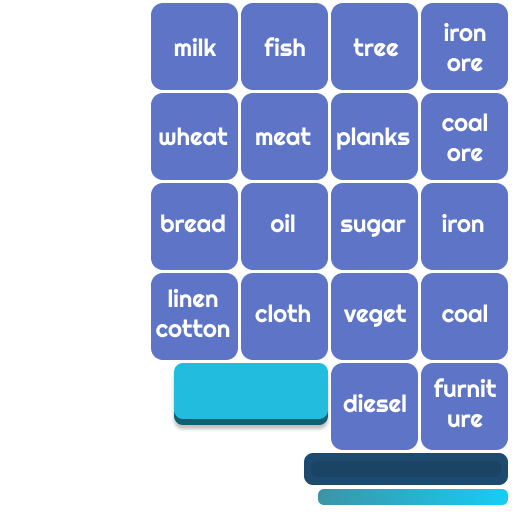 milk
fish
tree
iron
ore
wheat
meat
planks
coal
ore
bread
oil
sugar
iron
linen
cotton
cloth
veget
coal
diesel
furnit
ure